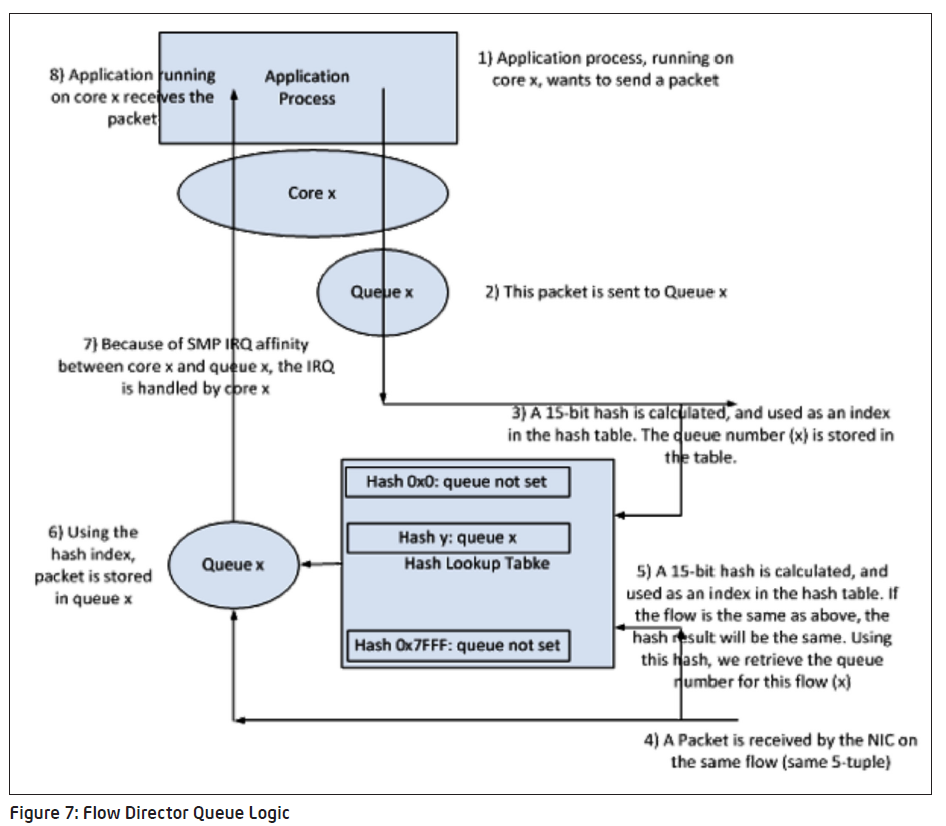 1) Application process, running on
core x, wants to send a packet
8) Application running
on core x receives the
packet
Application
Process
Core x
Queue x
2) This packet is sent to Queue x
7) Because of SMP IRQ affinity
between core x and queue x, the IRQ
is handled by core x
3) A 15-bit hash is calculated, and used as an index
in the hash table. The queue number (x) is stored in
the table.
Hash 0x0: queue not set
Hash y: queue x
Hash Lookup Tabke
Hash 0x7FFF: queue not set
6) Using the
hash index,
packet is stored
in queue x
Queue x
5) A 15-bit hash is calculated, and
used as an index in the hash table. If
the flow is the same as above, the
hash result will be the same. Using
this hash, we retrieve the queue
number for this flow (x)
4) A Packet is received by the NIC on
the same flow (same 5-tuple)
Figure 7: Flow Director Queue Logic